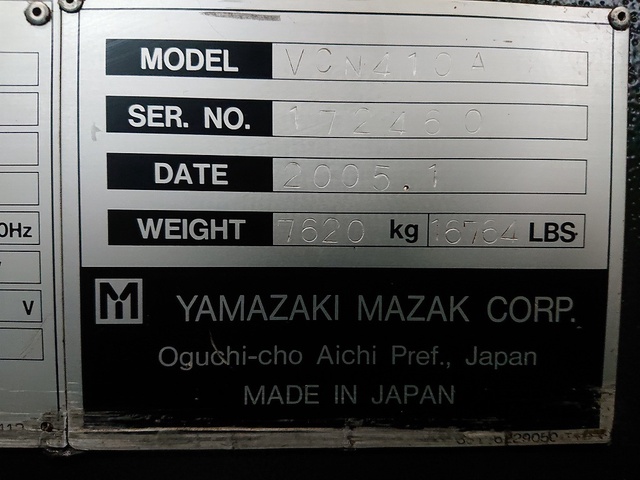 MODEL VCN410A
SER. NO. 172460
DATE 2005.1
WEIGHT 7620 kg 16764 LBS
0Hz
V
M
YAMAZAKI MAZAK CORP.
Oguchi-cho Aichi Pref., Japan
MADE IN JAPAN